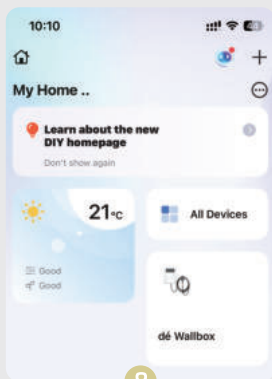 10:10
44
My Home ..
Learn about the new
DIY homepage
Don't show again
21°C
All Devices
Good
Good
dé Wallbox